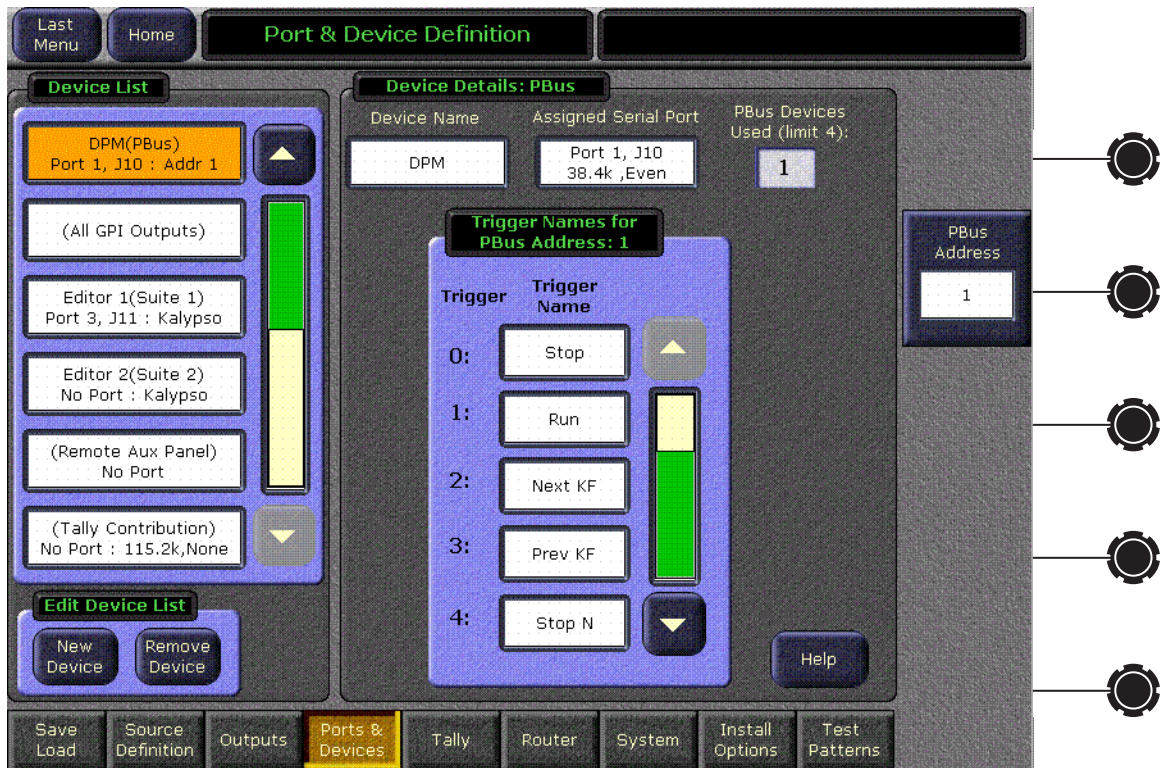 Last
Menu
Home
Port & Device Definition
Device List
DPM(PBus)
Port 1, J10 : Addr 1
(All GPI Outputs)
Editor 1(Suite 1)
Port 3, J11 : Kalypso
Editor 2(Suite 2)
No Port : Kalypso
(Remote Aux Panel)
No Port
(Tally Contribution)
No Port : 115.2k,None
Edit Device List
New
Device
Remove
Device
Device Details: PBus
Device Name
DPM
Assigned Serial Port
Port 1, J10
38.4k ,Even
PBus Devices
Used (limit 4):
1
Trigger Names for
PBus Address: 1
Trigger
Trigger
Name
0:
Stop
1:
Run
2:
Next KF
3:
Prev KF
4:
Stop N
Help
PBus
Address
1
Save
Load
Source
Definition
Outputs
Ports &
Devices
Tally
Router
System
Install
Options
Test
Patterns